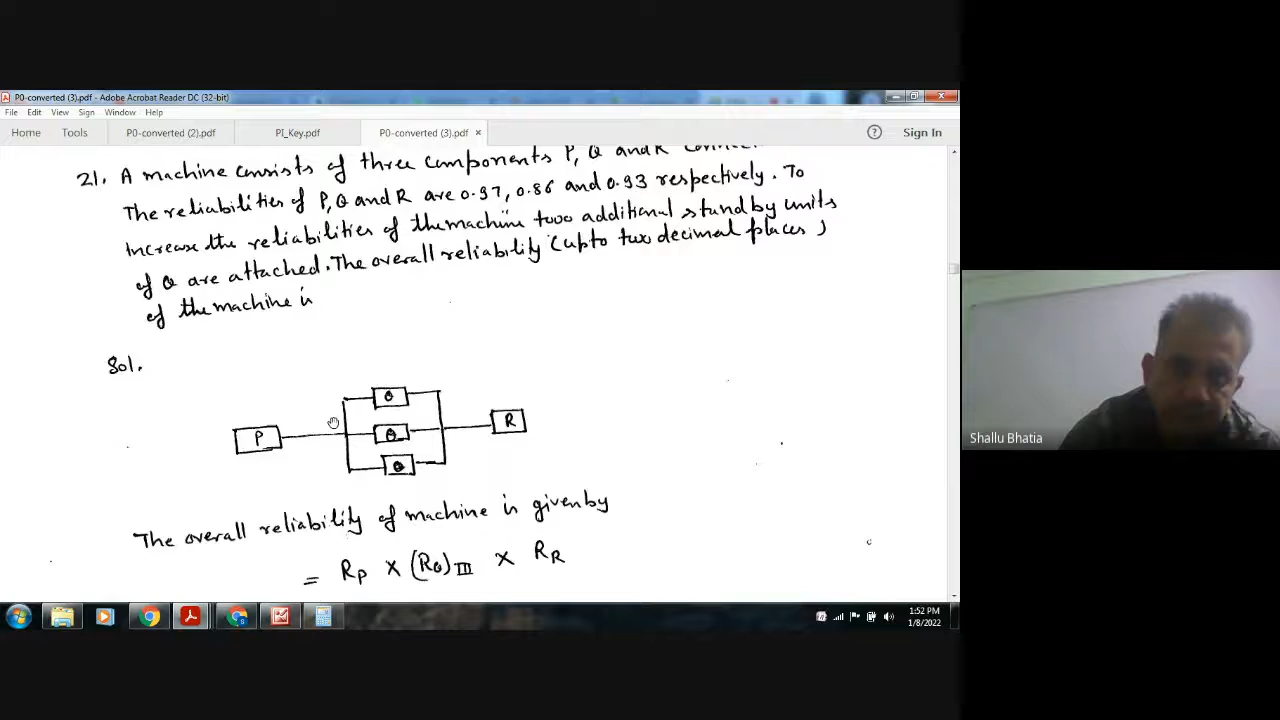 P0-converted (3).pdf - Adobe Acrobat Reader DC (32-bit)
File Edit View Sign Window Help
Home Tools P0-converted (2).pdf PI_Key.pdf P0-converted (3).pdf × Sign In
21. A machine consists of three components P, Q and R
The reliabilities of P, Q and R are 0.97, 0.86 and 0.93 respectively. To
Increase the reliabilities of the machine two additional stand by units
of Q are attached. The overall reliability (upto two decimal places)
of the machine is
Sol.
Q
P Q R
Q
The overall reliability of machine is given by
= RP × (RQ)III × RR
Shallu Bhatia
1:52 PM
1/8/2022